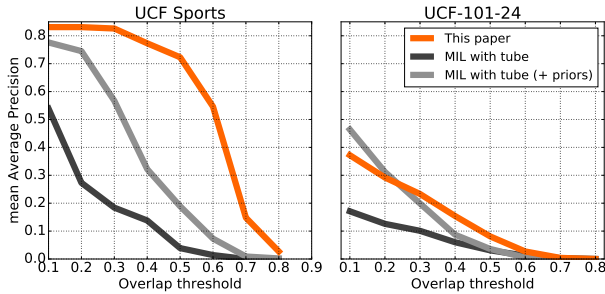 UCF Sports
UCF-101-24
mean Average Precision
0.8
0.7
0.6
0.5
0.4
0.3
0.2
0.1
0.0
This paper
MIL with tube
MIL with tube (+ priors)
0.1 0.2 0.3 0.4 0.5 0.6 0.7 0.8 0.9
0.1 0.2 0.3 0.4 0.5 0.6 0.7 0.8
Overlap threshold
Overlap threshold